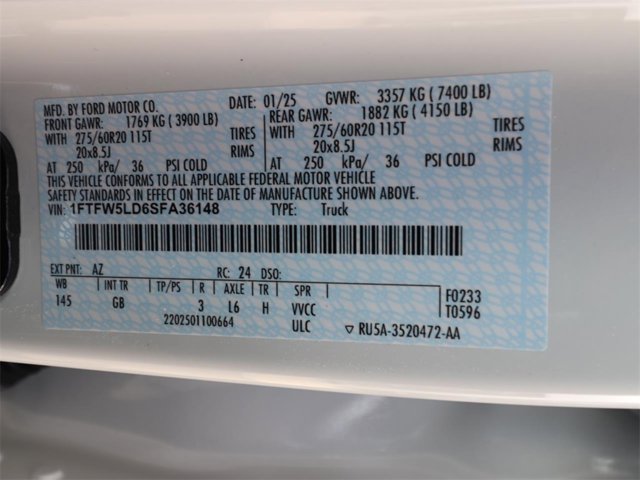 MFD. BY FORD MOTOR CO. DATE: 01/25 GVWR: 3357 KG ( 7400 LB)
FRONT GAWR: 1769 KG ( 3900 LB) REAR GAWR: 1882 KG ( 4150 LB)
WITH 275/60R20 115T TIRES WITH 275/60R20 115T TIRES
20x8.5J RIMS 20x8.5J RIMS
AT 250 kPa/ 36 PSI COLD AT 250 kPa/ 36 PSI COLD
THIS VEHICLE CONFORMS TO ALL APPLICABLE FEDERAL MOTOR VEHICLE
SAFETY STANDARDS IN EFFECT ON THE DATE OF MANUFACTURE SHOWN ABOVE.
VIN: 1FTFW5LD6SFA36148 TYPE: Truck
EXT PNT: AZ RC: 24 DSO:
WB INT TR TP/PS R AXLE TR SPR
145 GB 3 L6 H VVCC F0233
2202501100664 ULC T0596
RU5A-3520472-AA